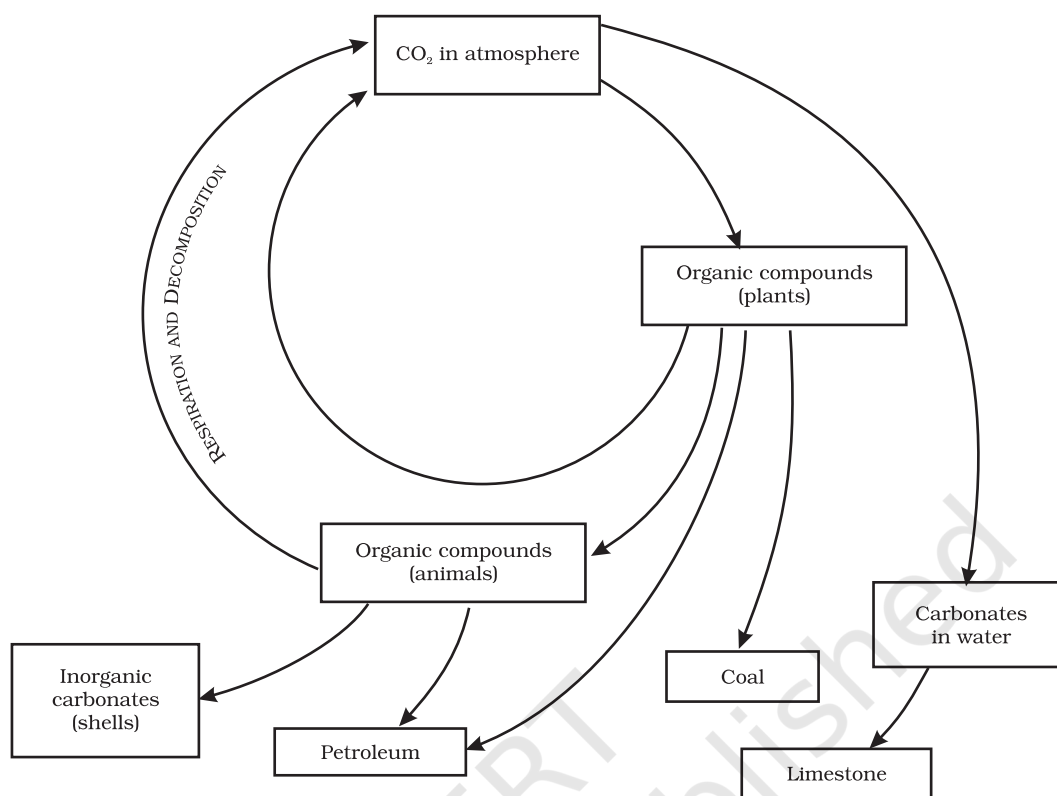 CO₂ in atmosphere
RESPIRATION AND DECOMPOSITION
Organic compounds
(plants)
Organic compounds
(animals)
Carbonates
in water
Inorganic
carbonates
(shells)
Coal
Petroleum
Limestone